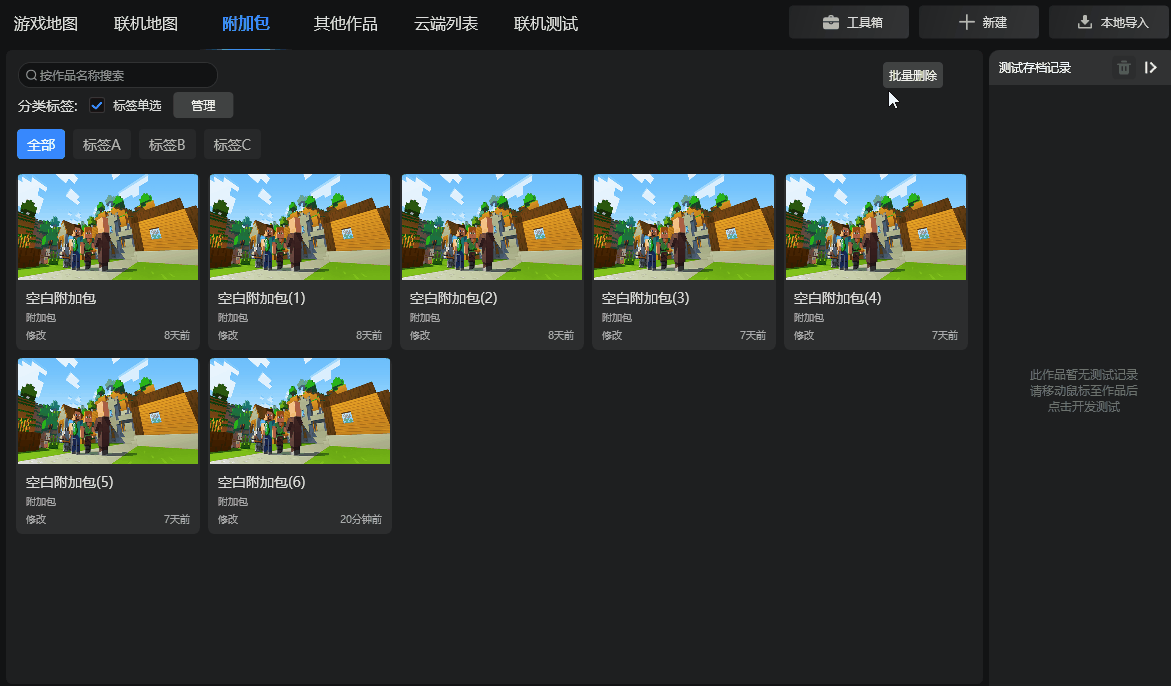 游戏地图 联机地图 附加包 其他作品 云端列表 联机测试 工具箱 新建 本地导入
按作品名称搜索 批量删除 测试存档记录
分类标签: 标签单选 管理
全部 标签A 标签B 标签C
空白附加包 空白附加包(1) 空白附加包(2) 空白附加包(3) 空白附加包(4)
附加包 附加包 附加包 附加包 附加包
修改 8天前 修改 8天前 修改 8天前 修改 7天前 修改 7天前
此作品暂无测试记录
请移动鼠标至作品后
点击开发测试
空白附加包(5) 空白附加包(6)
附加包 附加包
修改 7天前 修改 20分钟前